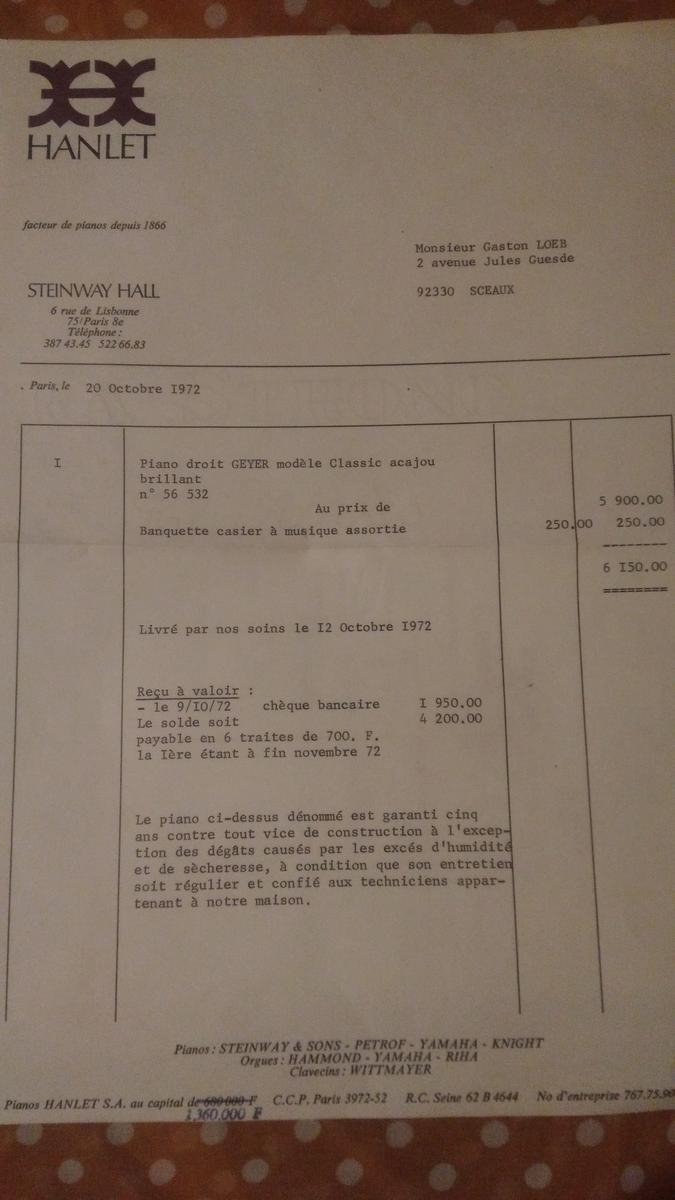 HANLET
facteur de pianos depuis 1866
Monsieur Gaston LOEB
2 avenue Jules Guesde
92330 SCEAUX
STEINWAY HALL
6 rue de Lisbonne
75/Paris 8e
Téléphone :
387 43.45 522 66.83
Paris, le 20 Octobre I972
I Piano droit GEYER modèle Classic acajou
brillant
n° 56 532
Au prix de 5 900.00
Banquette casier à musique assortie 250.00 250.00
--------
6 I50.00
========
Livré par nos soins le I2 Octobre I972
Reçu à valoir :
- le 9/IO/72 chèque bancaire I 950.00
Le solde soit 4 200.00
payable en 6 traites de 700. F.
la Ière étant à fin novembre 72
Le piano ci-dessus dénommé est garanti cinq
ans contre tout vice de construction à l'excep-
tion des dégâts causés par les excés d'humidité
et de sècheresse, à condition que son entretien
soit régulier et confié aux techniciens appar-
tenant à notre maison.
Pianos : STEINWAY & SONS - PETROF - YAMAHA - KNIGHT
Orgues : HAMMOND - YAMAHA - RIHA
Clavecins : WITTMAYER
Pianos HANLET S.A. au capital de 680 000 F C.C.P. Paris 3972-52 R.C. Seine 62 B 4644 No d'entreprise 767.75.90
1.360.000 F